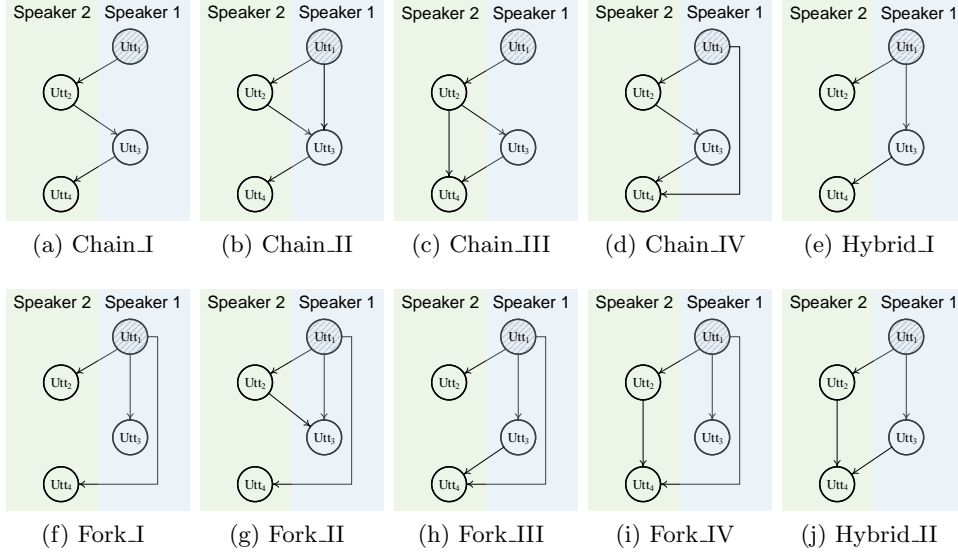 Speaker 2 Speaker 1 Speaker 2 Speaker 1 Speaker 2 Speaker 1 Speaker 2 Speaker 1 Speaker 2 Speaker 1
Utt1 Utt1 Utt1 Utt1 Utt1
Utt2 Utt2 Utt2 Utt2 Utt2
Utt3 Utt3 Utt3 Utt3 Utt3
Utt4 Utt4 Utt4 Utt4 Utt4
(a) Chain_I (b) Chain_II (c) Chain_III (d) Chain_IV (e) Hybrid_I
Speaker 2 Speaker 1 Speaker 2 Speaker 1 Speaker 2 Speaker 1 Speaker 2 Speaker 1 Speaker 2 Speaker 1
Utt1 Utt1 Utt1 Utt1 Utt1
Utt2 Utt2 Utt2 Utt2 Utt2
Utt3 Utt3 Utt3 Utt3 Utt3
Utt4 Utt4 Utt4 Utt4 Utt4
(f) Fork_I (g) Fork_II (h) Fork_III (i) Fork_IV (j) Hybrid_II